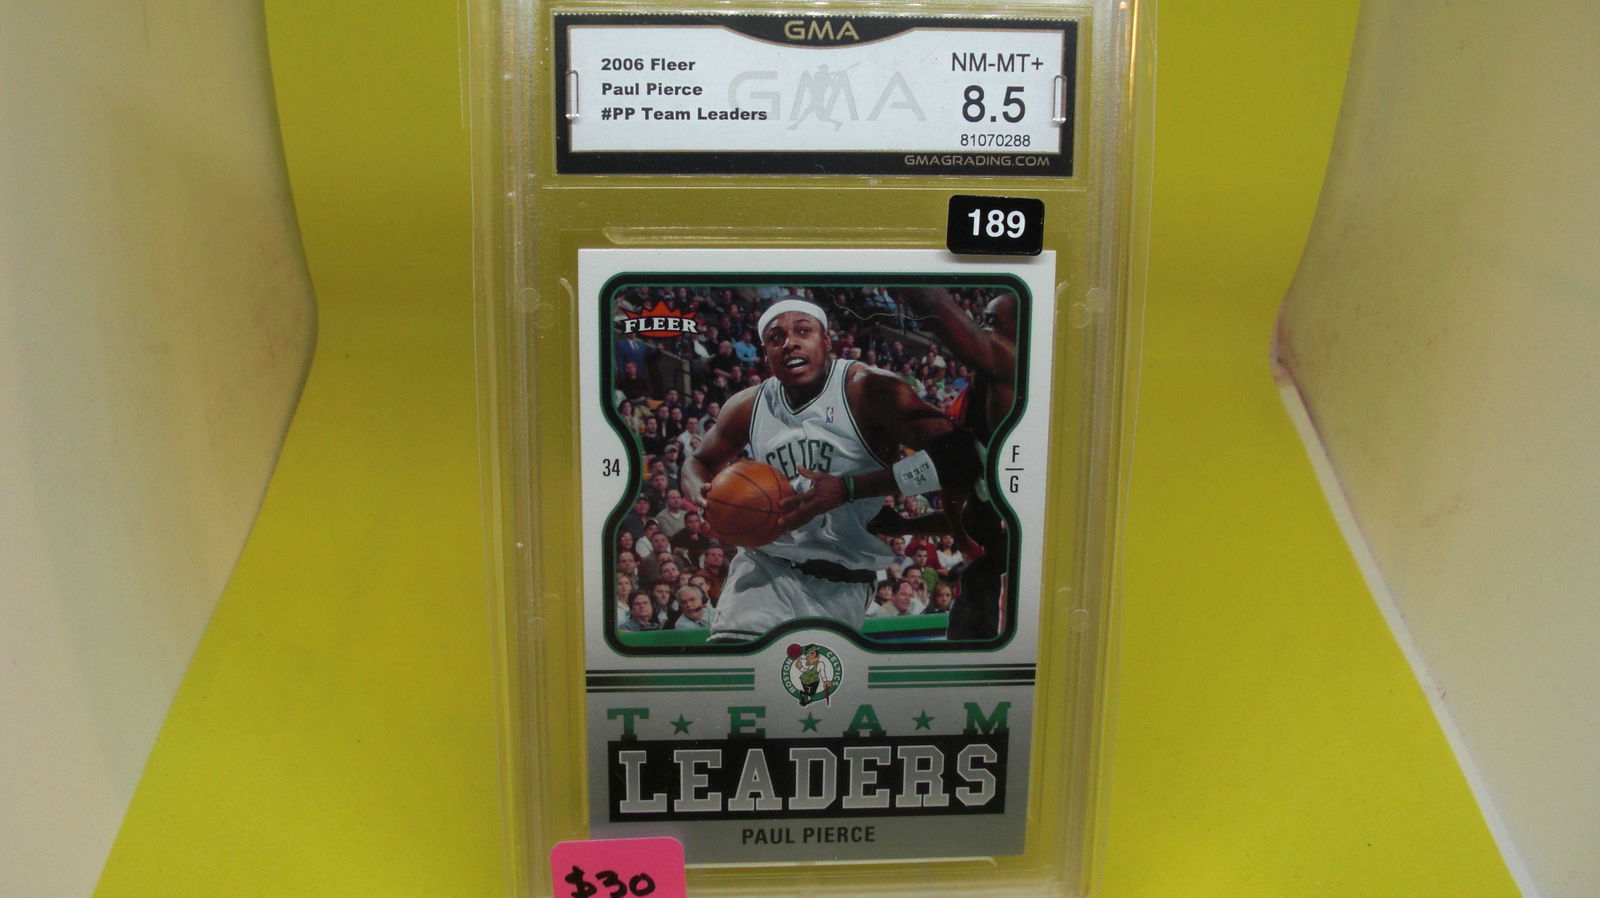 GMA
2006 Fleer
Paul Pierce
#PP Team Leaders
GMA
NM-MT+
8.5
81070288
GMAGRADING.COM
189
FLEER
CELTICS
34
34
F
G
BOSTON CELTICS
T★E★A★M
LEADERS
PAUL PIERCE
$30